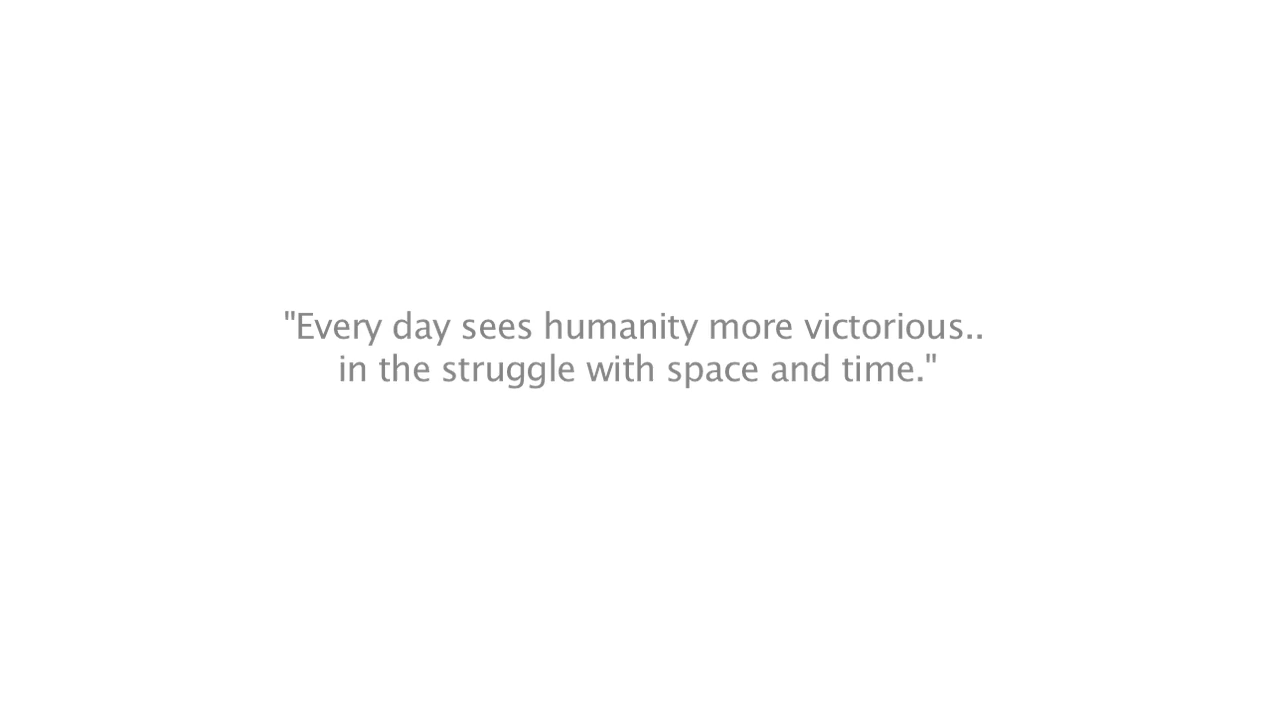 "Every day sees humanity more victorious..
in the struggle with space and time."